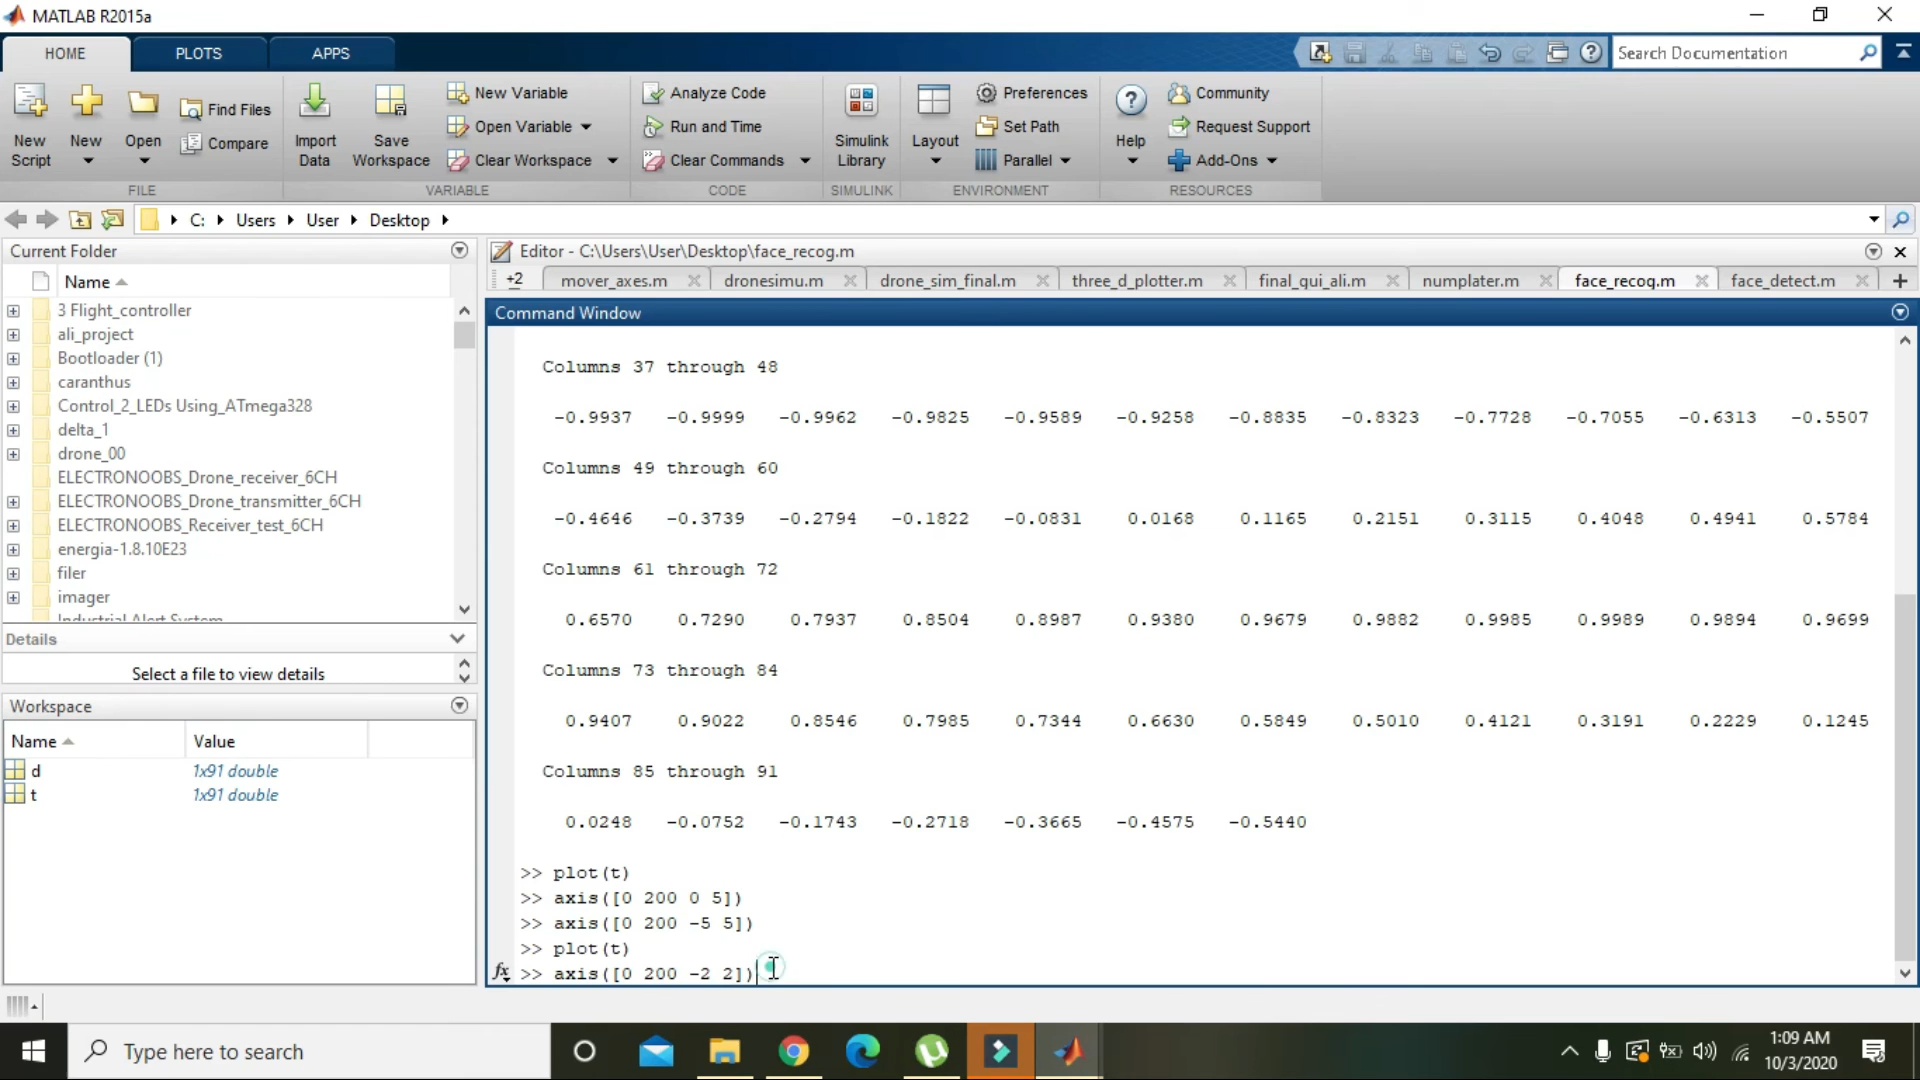 MATLAB R2015a
HOME PLOTS APPS
Search Documentation
New Script
New
Open
Find Files
Compare
FILE
Import Data
Save Workspace
New Variable
Open Variable
Clear Workspace
VARIABLE
Analyze Code
Run and Time
Clear Commands
CODE
Simulink Library
SIMULINK
Layout
Preferences
Set Path
Parallel
ENVIRONMENT
Help
Community
Request Support
Add-Ons
RESOURCES
C: Users User Desktop
Current Folder
Name
3 Flight_controller
ali_project
Bootloader (1)
caranthus
Control_2_LEDs Using_ATmega328
delta_1
drone_00
ELECTRONOOBS_Drone_receiver_6CH
ELECTRONOOBS_Drone_transmitter_6CH
ELECTRONOOBS_Receiver_test_6CH
energia-1.8.10E23
filer
imager
Industrial Alert System
Details
Select a file to view details
Workspace
Name Value
d 1x91 double
t 1x91 double
Editor - C:\Users\User\Desktop\face_recog.m
+2 mover_axes.m dronesimu.m drone_sim_final.m three_d_plotter.m final_gui_ali.m numplater.m face_recog.m face_detect.m
Command Window
Columns 37 through 48
-0.9937 -0.9999 -0.9962 -0.9825 -0.9589 -0.9258 -0.8835 -0.8323 -0.7728 -0.7055 -0.6313 -0.5507
Columns 49 through 60
-0.4646 -0.3739 -0.2794 -0.1822 -0.0831 0.0168 0.1165 0.2151 0.3115 0.4048 0.4941 0.5784
Columns 61 through 72
0.6570 0.7290 0.7937 0.8504 0.8987 0.9380 0.9679 0.9882 0.9985 0.9989 0.9894 0.9699
Columns 73 through 84
0.9407 0.9022 0.8546 0.7985 0.7344 0.6630 0.5849 0.5010 0.4121 0.3191 0.2229 0.1245
Columns 85 through 91
0.0248 -0.0752 -0.1743 -0.2718 -0.3665 -0.4575 -0.5440
>> plot(t)
>> axis([0 200 0 5])
>> axis([0 200 -5 5])
>> plot(t)
fx >> axis([0 200 -2 2])
Type here to search
1:09 AM
10/3/2020